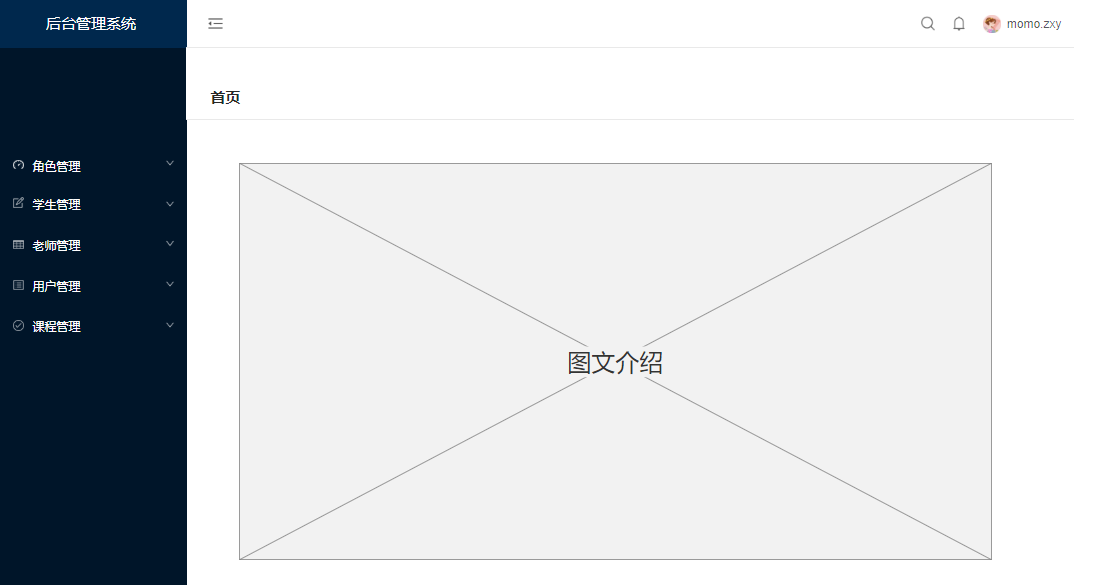 后台管理系统
momo.zxy
首页
角色管理
学生管理
老师管理
用户管理
课程管理
图文介绍